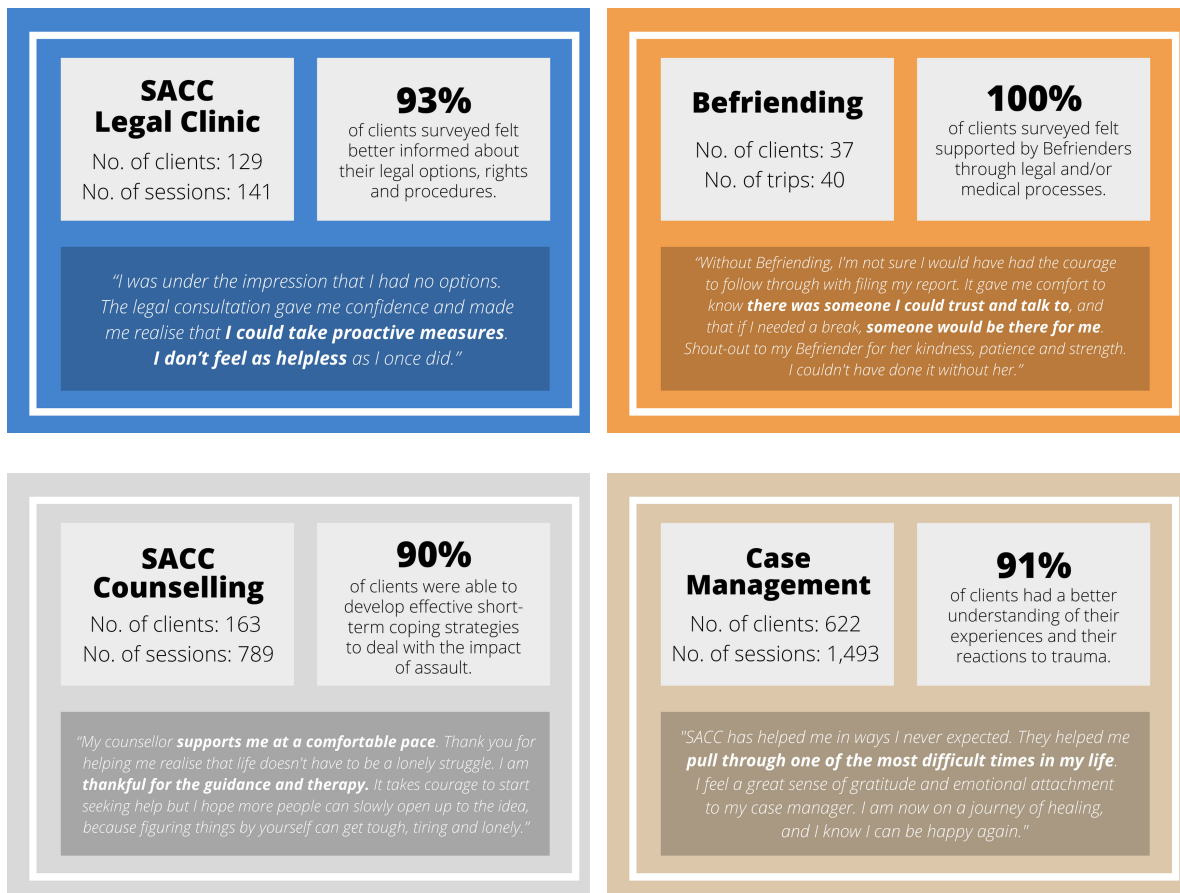 SACC
Legal Clinic
No. of clients: 129
No. of sessions: 141
93%
of clients surveyed felt
better informed about
their legal options, rights
and procedures.
“I was under the impression that I had no options.
The legal consultation gave me confidence and made
me realise that I could take proactive measures.
I don’t feel as helpless as I once did.”
Befriending
No. of clients: 37
No. of trips: 40
100%
of clients surveyed felt
supported by Befrienders
through legal and/or
medical processes.
“Without Befriending, I'm not sure I would have had the courage
to follow through with filing my report. It gave me comfort to
know there was someone I could trust and talk to, and
that if I needed a break, someone would be there for me.
Shout-out to my Befriender for her kindness, patience and strength.
I couldn't have done it without her.”
SACC
Counselling
No. of clients: 163
No. of sessions: 789
90%
of clients were able to
develop effective short-
term coping strategies
to deal with the impact
of assault.
“My counsellor supports me at a comfortable pace. Thank you for
helping me realise that life doesn't have to be a lonely struggle. I am
thankful for the guidance and therapy. It takes courage to start
seeking help but I hope more people can slowly open up to the idea,
because figuring things by yourself can get tough, tiring and lonely.”
Case
Management
No. of clients: 622
No. of sessions: 1,493
91%
of clients had a better
understanding of their
experiences and their
reactions to trauma.
"SACC has helped me in ways I never expected. They helped me
pull through one of the most difficult times in my life.
I feel a great sense of gratitude and emotional attachment
to my case manager. I am now on a journey of healing,
and I know I can be happy again."